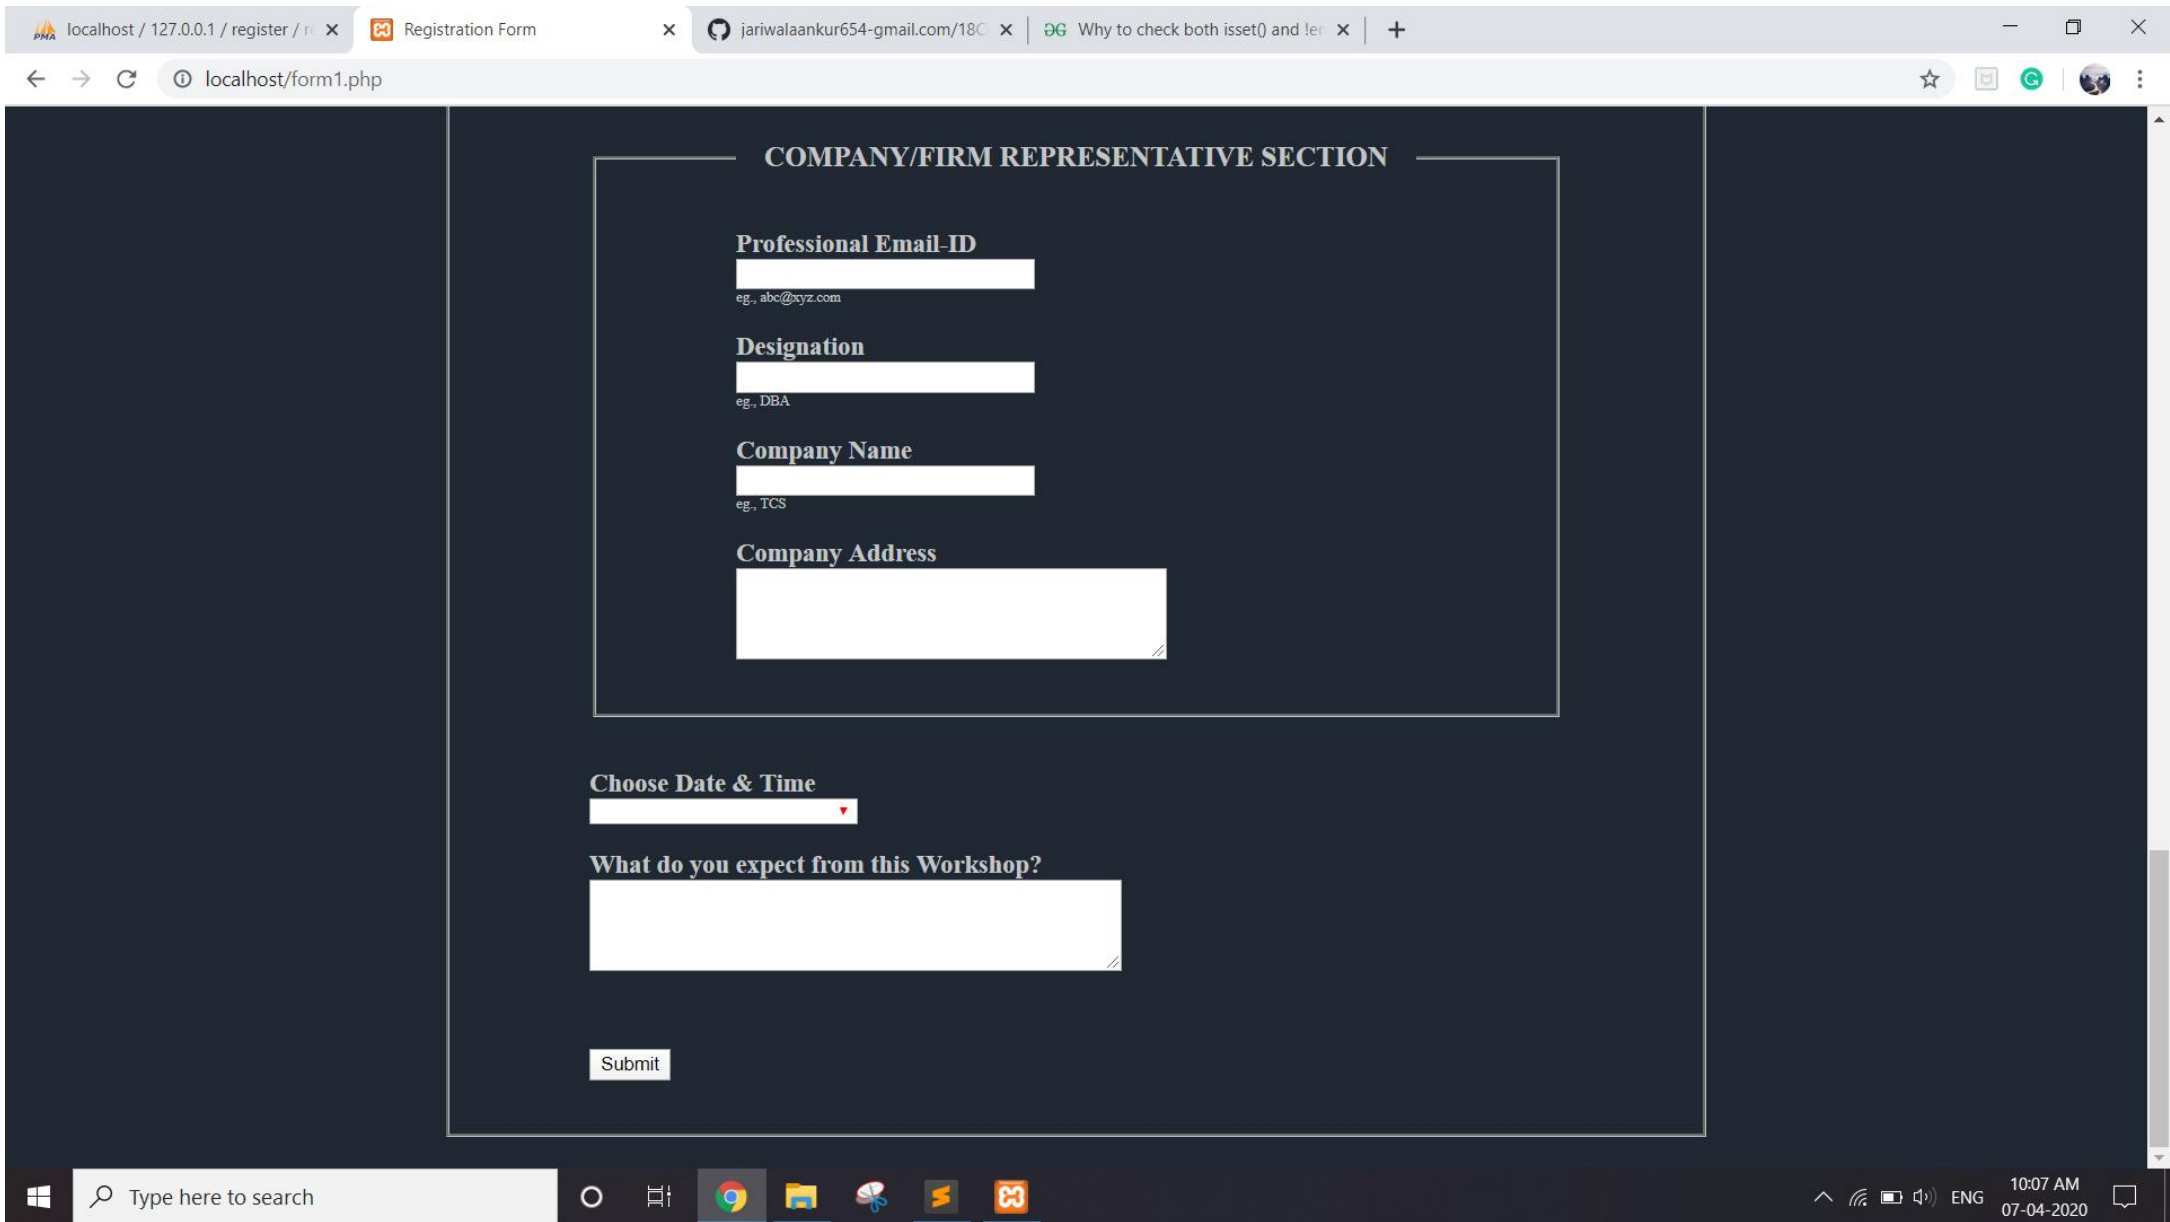 PMA localhost / 127.0.0.1 / register / r
Registration Form
jariwalaankur654-gmail.com/18C
GG Why to check both isset() and !em
localhost/form1.php
COMPANY/FIRM REPRESENTATIVE SECTION
Professional Email-ID
eg., abc@xyz.com
Designation
eg., DBA
Company Name
eg., TCS
Company Address
Choose Date & Time
What do you expect from this Workshop?
Submit
Type here to search
ENG
10:07 AM
07-04-2020